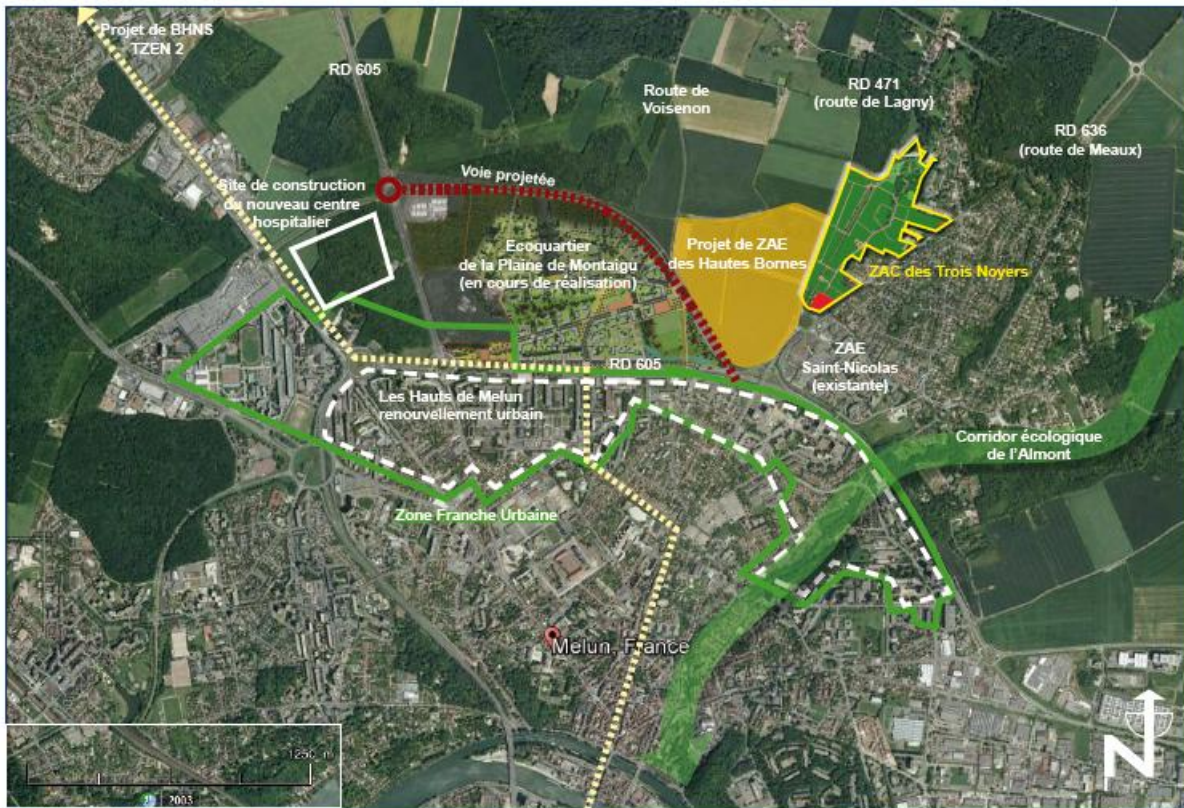 Projet de BHNS
TZEN 2
RD 605
Route de
Voisenon
RD 471
(route de Lagny)
RD 636
(route de Meaux)
Site de construction
du nouveau centre
hospitalier
Voie projetée
Ecoquartier
de la Plaine de Montaigu
(en cours de réalisation)
Projet de ZAE
des Hautes Bornes
ZAC des Trois Noyers
RD 605
ZAE
Saint-Nicolas
(existante)
Les Hauts de Melun
renouvellement urbain
Corridor écologique
de l'Almont
Zone Franche Urbaine
Melun, France
1250 m
2003
N